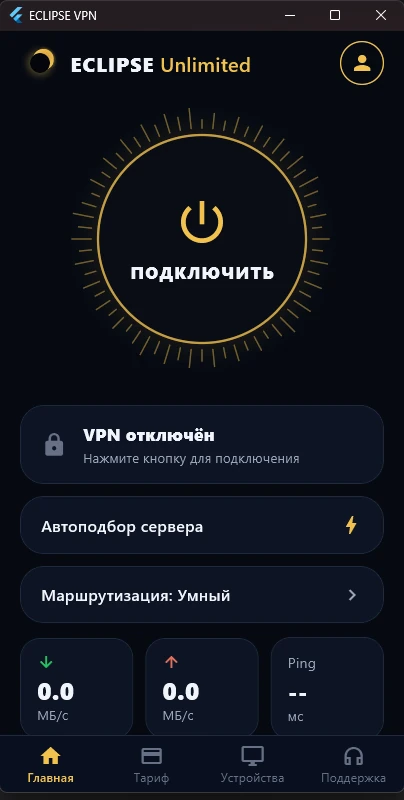 ECLIPSE VPN
ECLIPSE Unlimited
ПОДКЛЮЧИТЬ
VPN отключён
Нажмите кнопку для подключения
Автоподбор сервера
Маршрутизация: Умный
Ping
0.0
0.0
--
МБ/с
МБ/с
мс
Главная
Тариф
Устройства
Поддержка